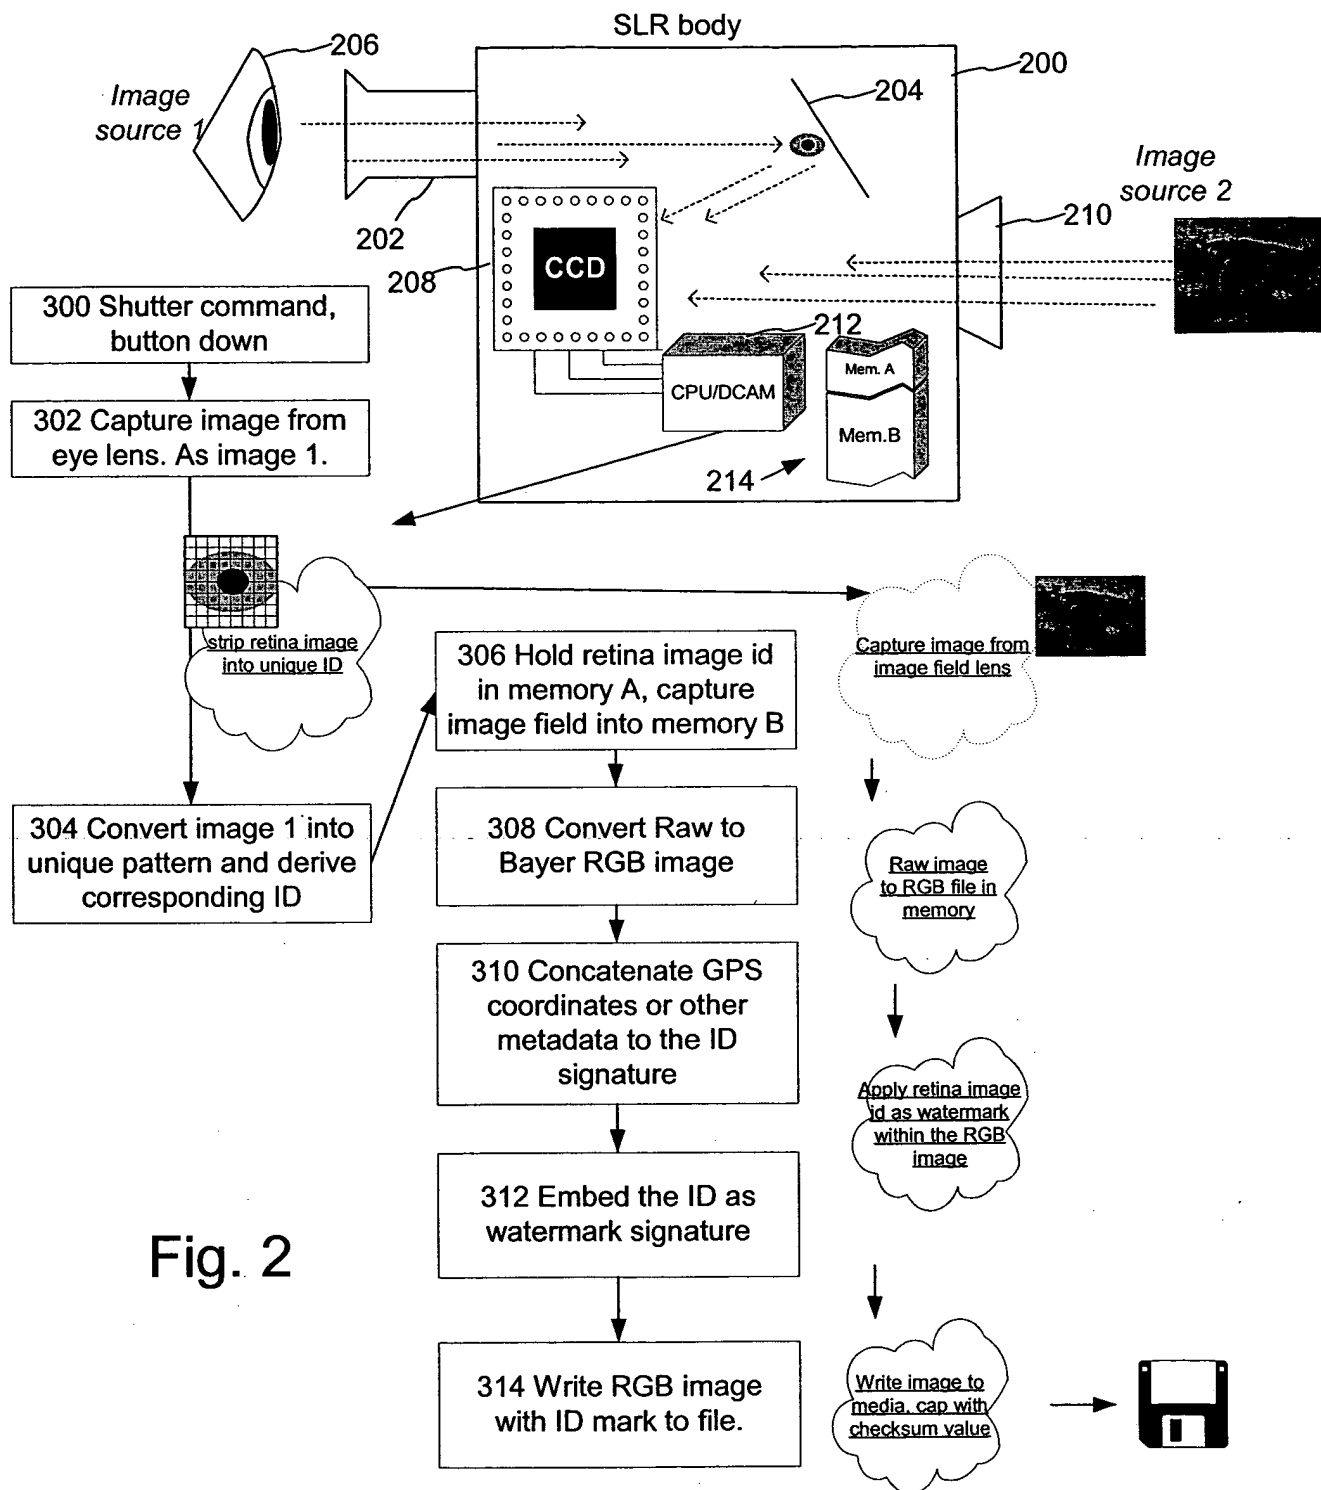 SLR body
206
200
204
Image
source 1
Image
source 2
210
202
CCD
208
212
Mem. A
CPU/DCAM
Mem.B
214
300 Shutter command,
button down
302 Capture image from
eye lens. As image 1.
strip retina image
into unique ID
304 Convert image 1 into
unique pattern and derive
corresponding ID
306 Hold retina image id
in memory A, capture
image field into memory B
308 Convert Raw to
Bayer RGB image
310 Concatenate GPS
coordinates or other
metadata to the ID
signature
312 Embed the ID as
watermark signature
314 Write RGB image
with ID mark to file.
Capture image from
image field lens
Raw image
to RGB file in
memory
Apply retina image
id as watermark
within the RGB
image
Write image to
media, cap with
checksum value
Fig. 2